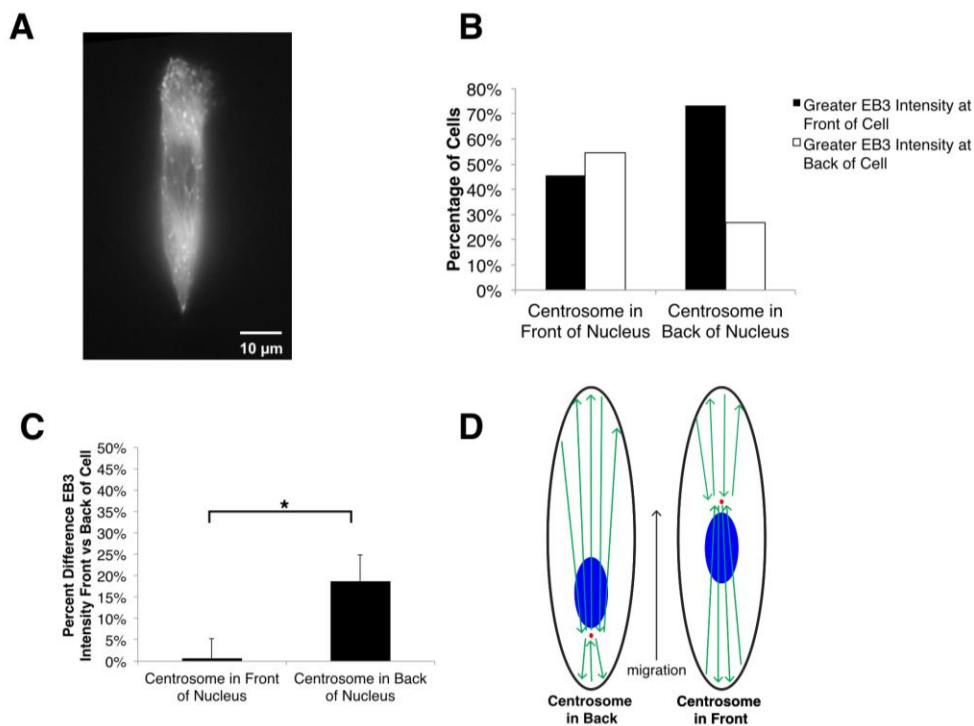 A
10 µm
B
Percentage of Cells
80%
70%
60%
50%
40%
30%
20%
10%
0%
Centrosome in
Front of Nucleus
Centrosome in
Back of Nucleus
Greater EB3 Intensity at
Front of Cell
Greater EB3 Intensity at
Back of Cell
C
Percent Difference EB3
Intensity Front vs Back of Cell
50%
45%
40%
35%
30%
25%
20%
15%
10%
5%
0%
*
Centrosome in Front
of Nucleus
Centrosome in Back
of Nucleus
D
migration
Centrosome
in Back
Centrosome
in Front